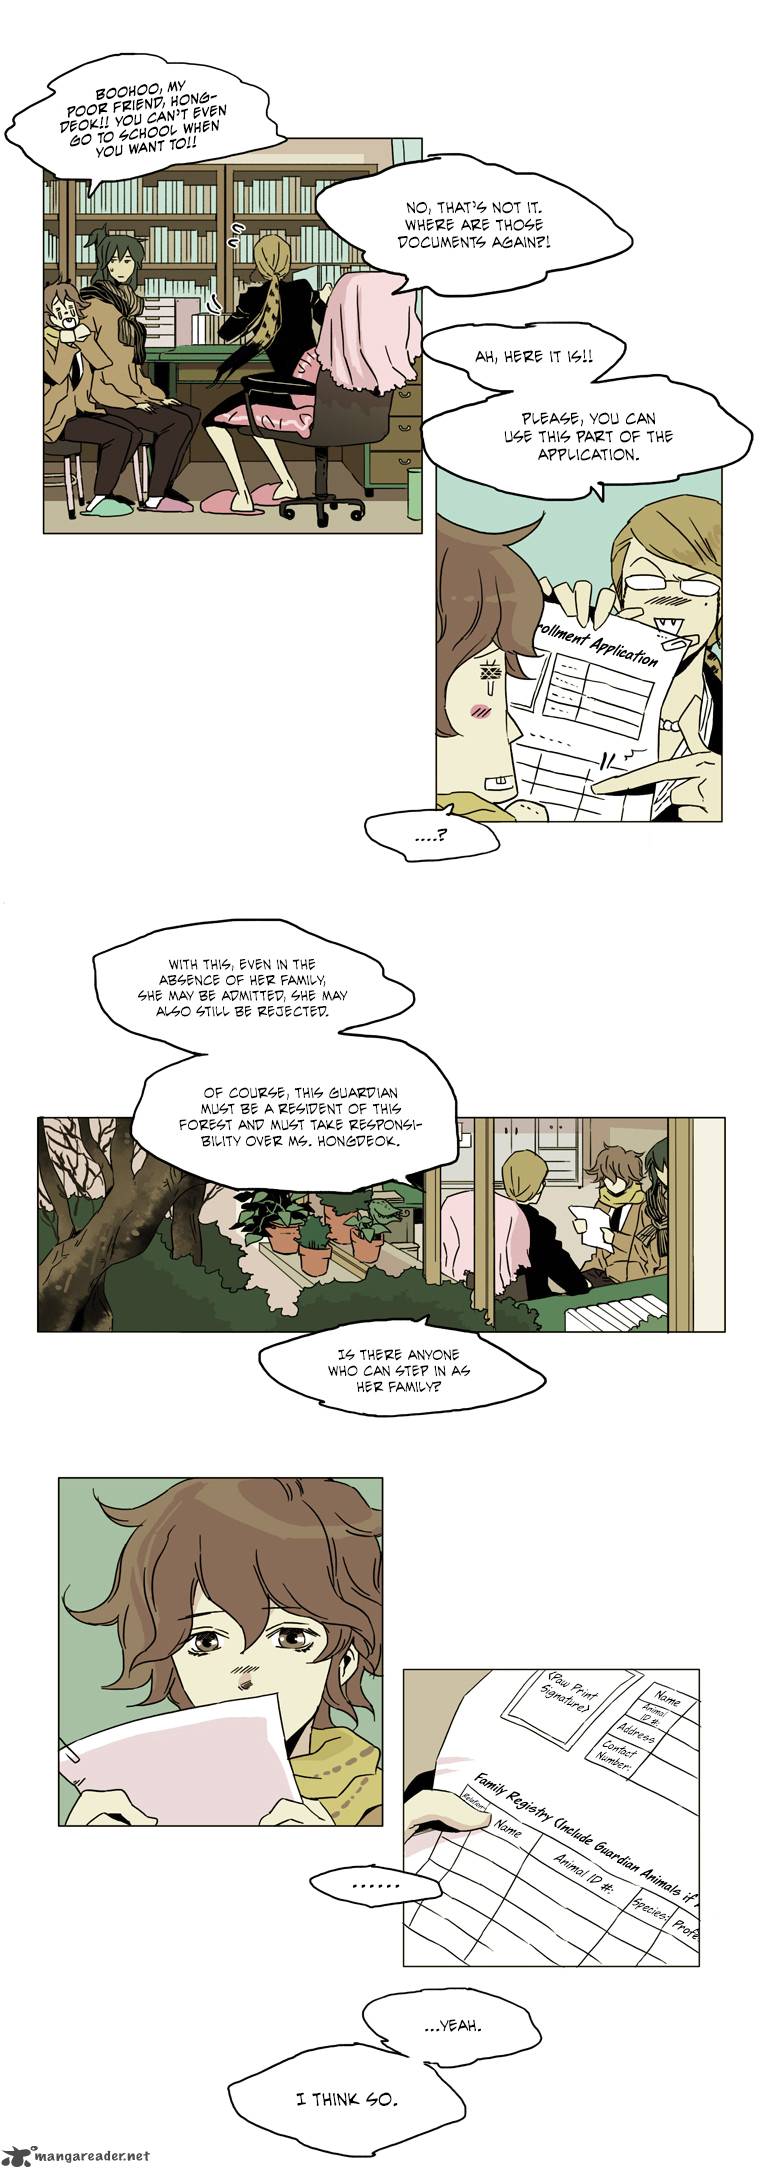 BOOHOO, MY
POOR FRIEND, HONG-
DEOK!! YOU CAN'T EVEN
GO TO SCHOOL WHEN
YOU WANT TO!!
NO, THAT'S NOT IT.
WHERE ARE THOSE
DOCUMENTS AGAIN?!
AH, HERE IT IS!!
PLEASE, YOU CAN
USE THIS PART OF THE
APPLICATION.
rollment Application
....?
WITH THIS, EVEN IN THE
ABSENCE OF HER FAMILY,
SHE MAY BE ADMITTED, SHE MAY
ALSO STILL BE REJECTED.
OF COURSE, THIS GUARDIAN
MUST BE A RESIDENT OF THIS
FOREST AND MUST TAKE RESPONSI-
BILITY OVER MS. HONGDEOK.
IS THERE ANYONE
WHO CAN STEP IN AS
HER FAMILY?
<Paw Print
Signature>
Name
Animal
ID #:
Address
Contact
Number:
Family Registry (Include Guardian Animals if
Relation
Name
Animal ID #:
Species:
Profe
......
...YEAH.
I THINK SO.
mangareader.net